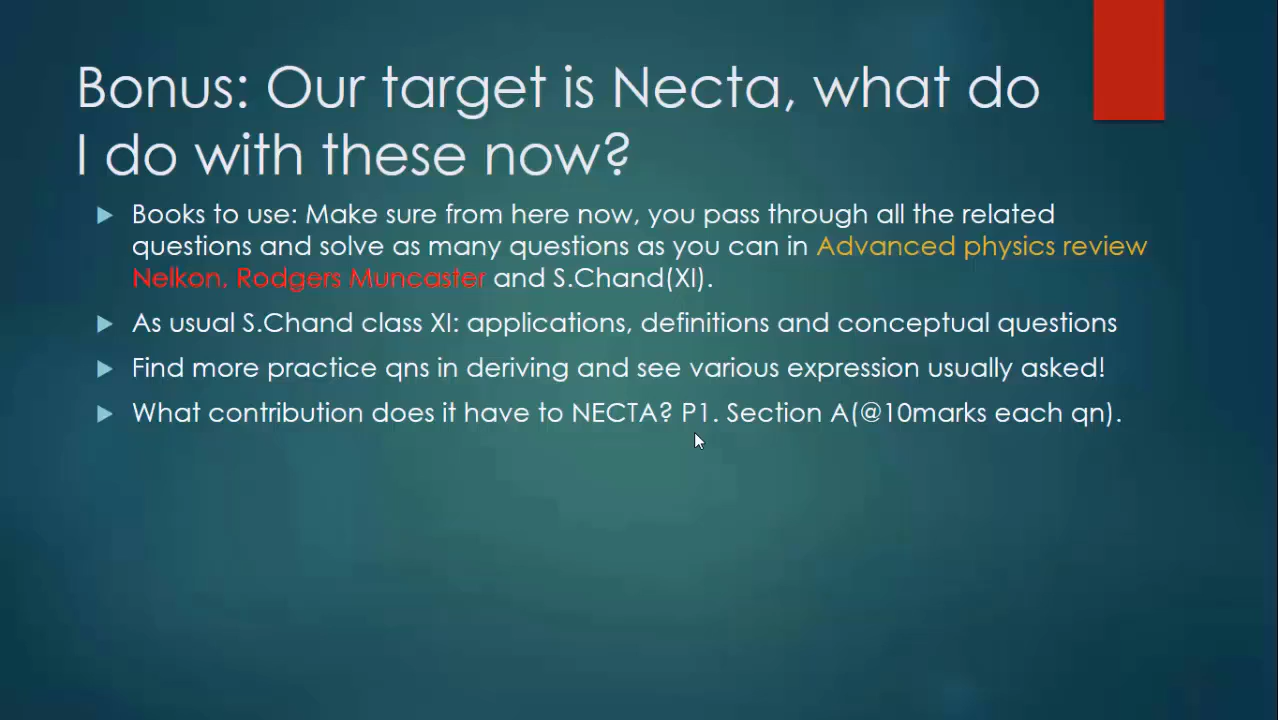 Bonus: Our target is Necta, what do
I do with these now?
Books to use: Make sure from here now, you pass through all the related
questions and solve as many questions as you can in Advanced physics review
Nelkon, Rodgers Muncaster and S.Chand(XI).
As usual S.Chand class XI: applications, definitions and conceptual questions
Find more practice qns in deriving and see various expression usually asked!
What contribution does it have to NECTA? P1. Section A(@10marks each qn).